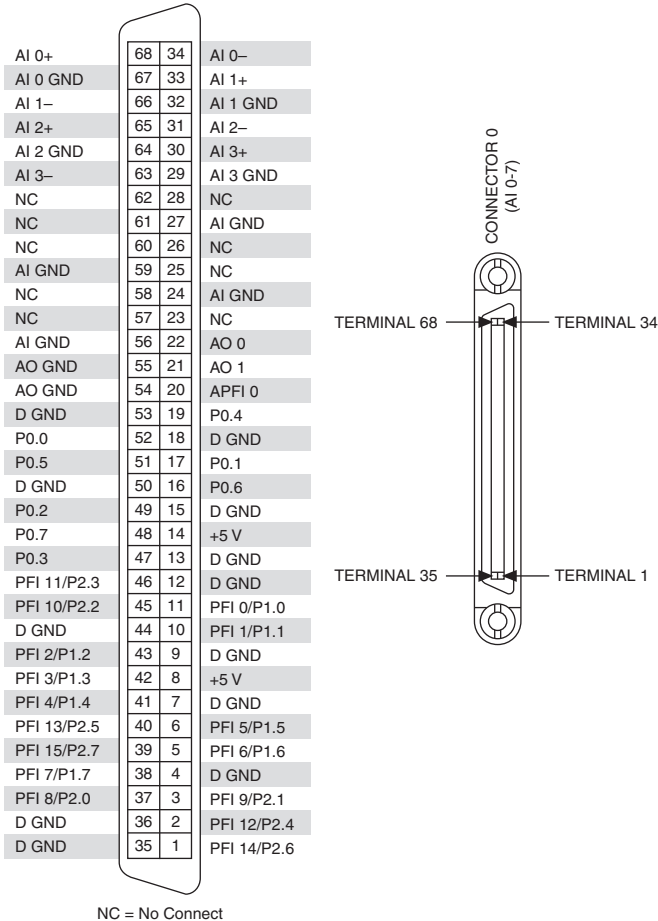 AI 0+ 68 34 AI 0–
AI 0 GND 67 33 AI 1+
AI 1– 66 32 AI 1 GND
AI 2+ 65 31 AI 2–
AI 2 GND 64 30 AI 3+
AI 3– 63 29 AI 3 GND
NC 62 28 NC
NC 61 27 AI GND
NC 60 26 NC
AI GND 59 25 NC
NC 58 24 AI GND
NC 57 23 NC
AI GND 56 22 AO 0
AO GND 55 21 AO 1
AO GND 54 20 APFI 0
D GND 53 19 P0.4
P0.0 52 18 D GND
P0.5 51 17 P0.1
D GND 50 16 P0.6
P0.2 49 15 D GND
P0.7 48 14 +5 V
P0.3 47 13 D GND
PFI 11/P2.3 46 12 D GND
PFI 10/P2.2 45 11 PFI 0/P1.0
D GND 44 10 PFI 1/P1.1
PFI 2/P1.2 43 9 D GND
PFI 3/P1.3 42 8 +5 V
PFI 4/P1.4 41 7 D GND
PFI 13/P2.5 40 6 PFI 5/P1.5
PFI 15/P2.7 39 5 PFI 6/P1.6
PFI 7/P1.7 38 4 D GND
PFI 8/P2.0 37 3 PFI 9/P2.1
D GND 36 2 PFI 12/P2.4
D GND 35 1 PFI 14/P2.6
NC = No Connect
CONNECTOR 0
(AI 0-7)
TERMINAL 68 TERMINAL 34
TERMINAL 35 TERMINAL 1